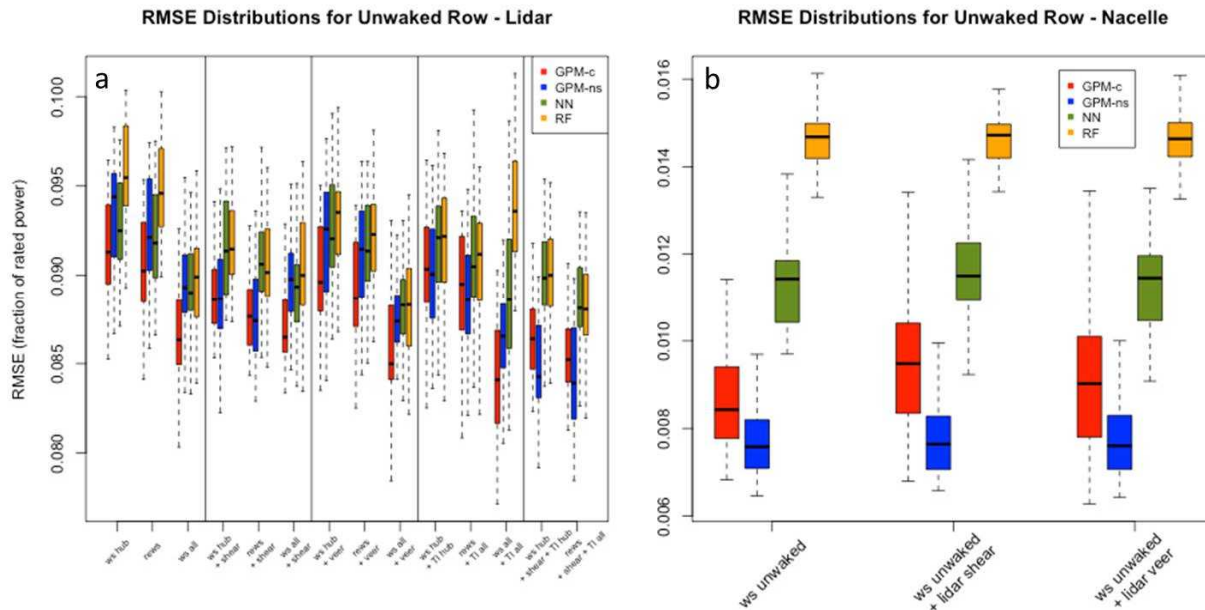 RMSE Distributions for Unwaked Row - Lidar
a
GPM-c
GPM-ns
NN
RF
RMSE (fraction of rated power)
0.100
0.095
0.090
0.085
0.080
ws hub
rews
ws all
ws hub
+ shear
rews
+ shear
ws all
+ shear
ws hub
+ veer
rews
+ veer
ws all
+ veer
ws hub
+ TI hub
rews
+ TI all
ws all
+ TI all
ws hub
+ shear + TI hub
rews
+ shear + TI all
RMSE Distributions for Unwaked Row - Nacelle
b
GPM-c
GPM-ns
NN
RF
0.016
0.014
0.012
0.010
0.008
0.006
ws unwaked
ws unwaked
+ lidar shear
ws unwaked
+ lidar veer